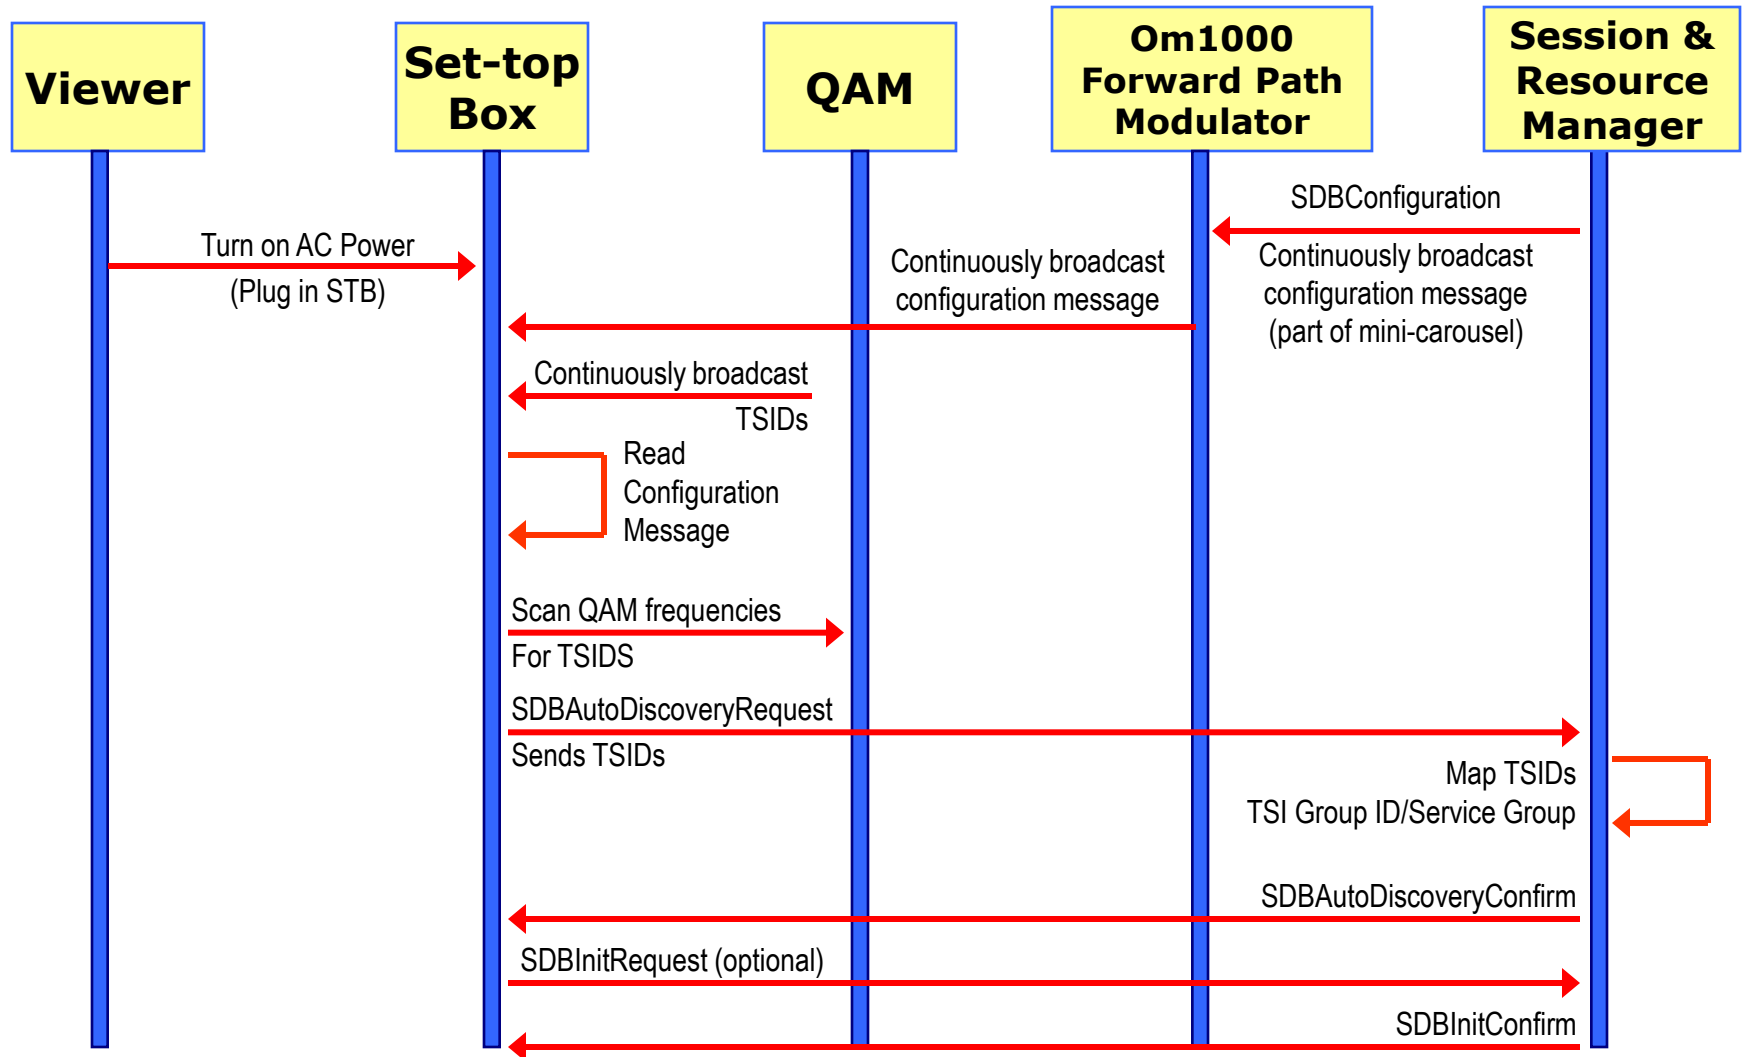 Viewer
Set-top
Box
QAM
Om1000
Forward Path
Modulator
Session &
Resource
Manager
SDBConfiguration
Turn on AC Power
(Plug in STB)
Continuously broadcast
configuration message
Continuously broadcast
configuration message
(part of mini-carousel)
Continuously broadcast
TSIDs
Read
Configuration
Message
Scan QAM frequencies
For TSIDS
SDBAutoDiscoveryRequest
Sends TSIDs
Map TSIDs
TSI Group ID/Service Group
SDBAutoDiscoveryConfirm
SDBInitRequest (optional)
SDBInitConfirm